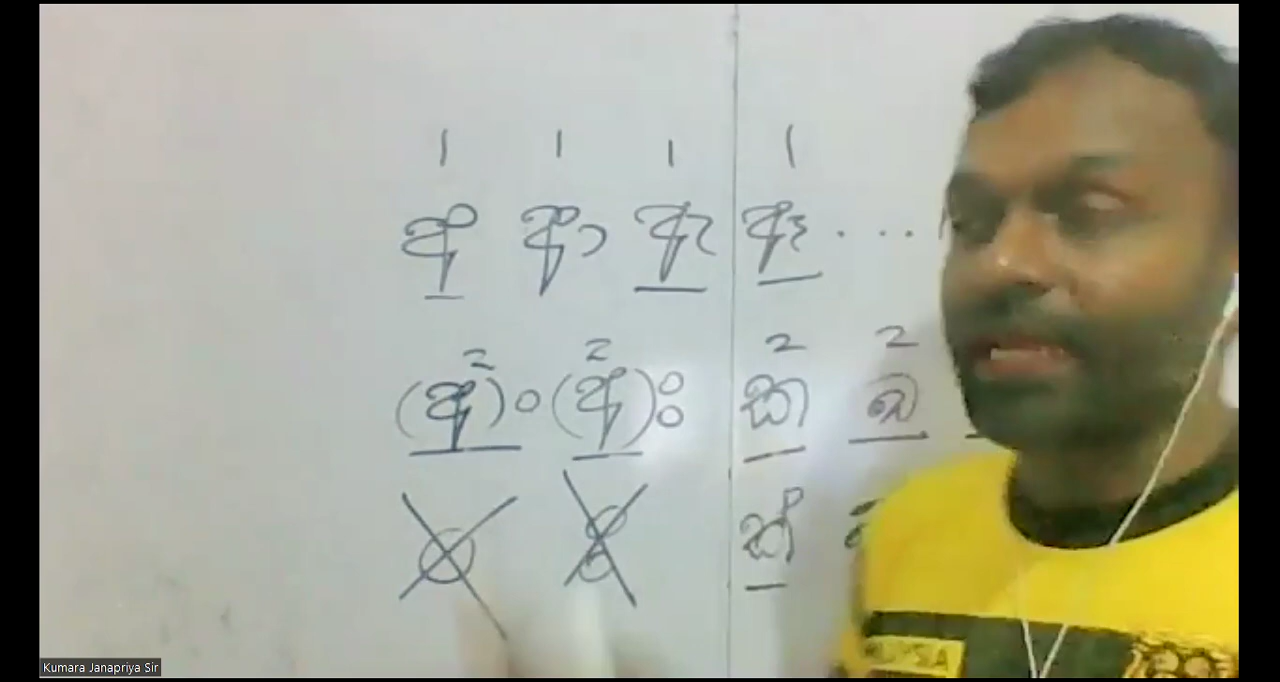 1 1 1 1
අ ආ ඇ ඈ . . . .
2 2 2 2
(අ)ං (අ)ඃ ක ඛ
ක්
Kumara Janapriya Sir